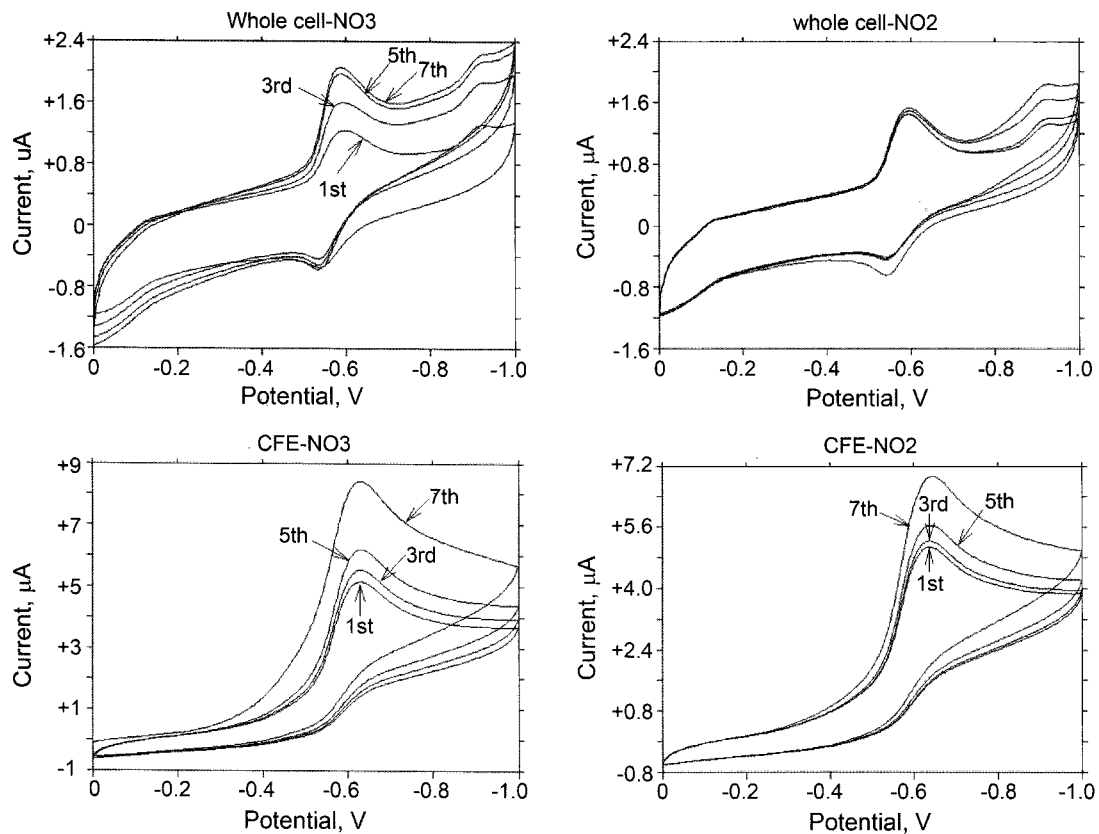 Whole cell-NO3
+2.4
+1.6
+0.8
0
-0.8
-1.6
Current, uA
5th
7th
3rd
1st
0 -0.2 -0.4 -0.6 -0.8 -1.0
Potential, V
whole cell-NO2
+2.4
+1.6
+0.8
0
-0.8
-1.6
Current, μA
0 -0.2 -0.4 -0.6 -0.8 -1.0
Potential, V
CFE-NO3
+9
+7
+5
+3
+1
-1
Current, μA
7th
5th
3rd
1st
0 -0.2 -0.4 -0.6 -0.8 -1.0
Potential, V
CFE-NO2
+7.2
+5.6
+4.0
+2.4
+0.8
-0.8
Current, μA
7th
3rd
5th
1st
0 -0.2 -0.4 -0.6 -0.8 -1.0
Potential, V